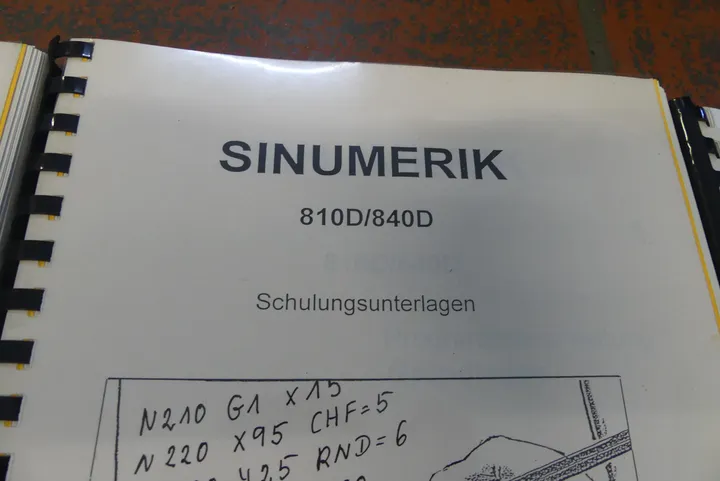 SINUMERIK
810D/840D
Schulungsunterlagen
N210 G1 X15
N220 X95 CHF=5
RND=6